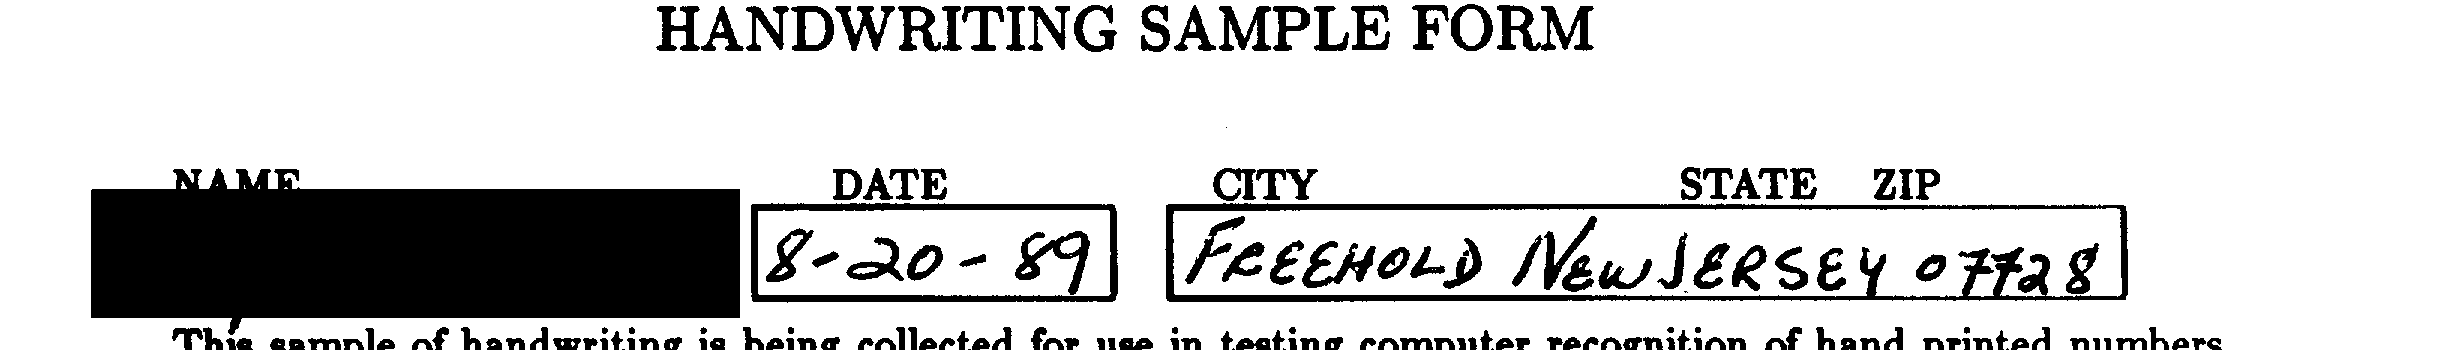 HANDWRITING SAMPLE FORM
NAME DATE CITY STATE ZIP
8-20-89 FREEHOLD NEW JERSEY 07728
This sample of handwriting is being collected for use in testing computer recognition of hand printed numbers